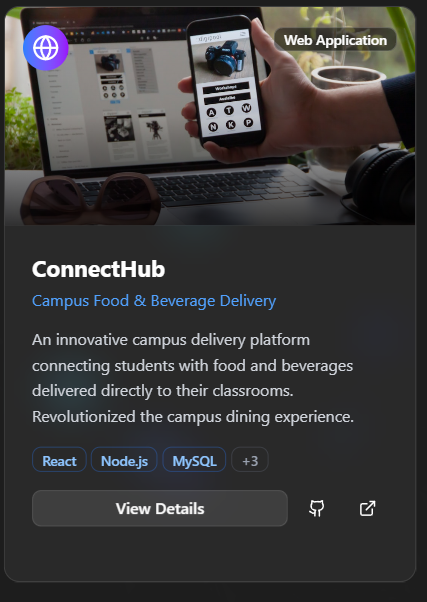 Web Application
Workshops
A T W
N K P
ConnectHub
Campus Food & Beverage Delivery
An innovative campus delivery platform
connecting students with food and beverages
delivered directly to their classrooms.
Revolutionized the campus dining experience.
React Node.js MySQL +3
View Details